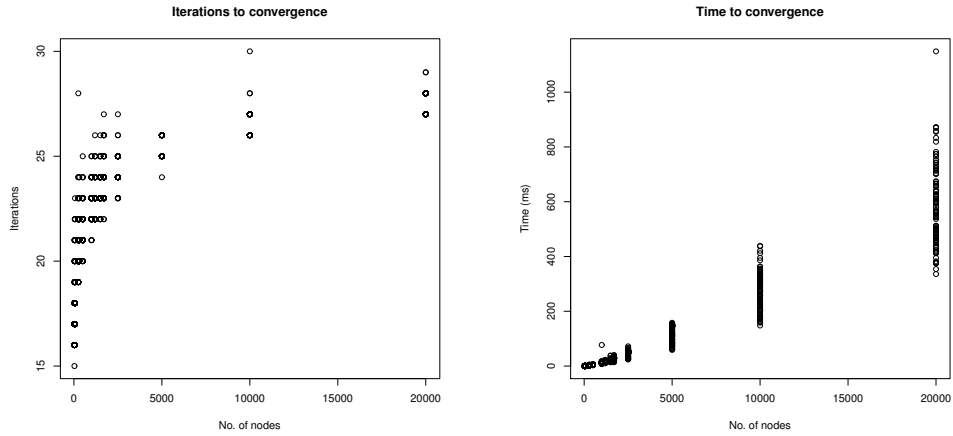 Iterations to convergence
Iterations
30
25
20
15
0 5000 10000 15000 20000
No. of nodes
Time to convergence
Time (ms)
1000
800
600
400
200
0
0 5000 10000 15000 20000
No. of nodes